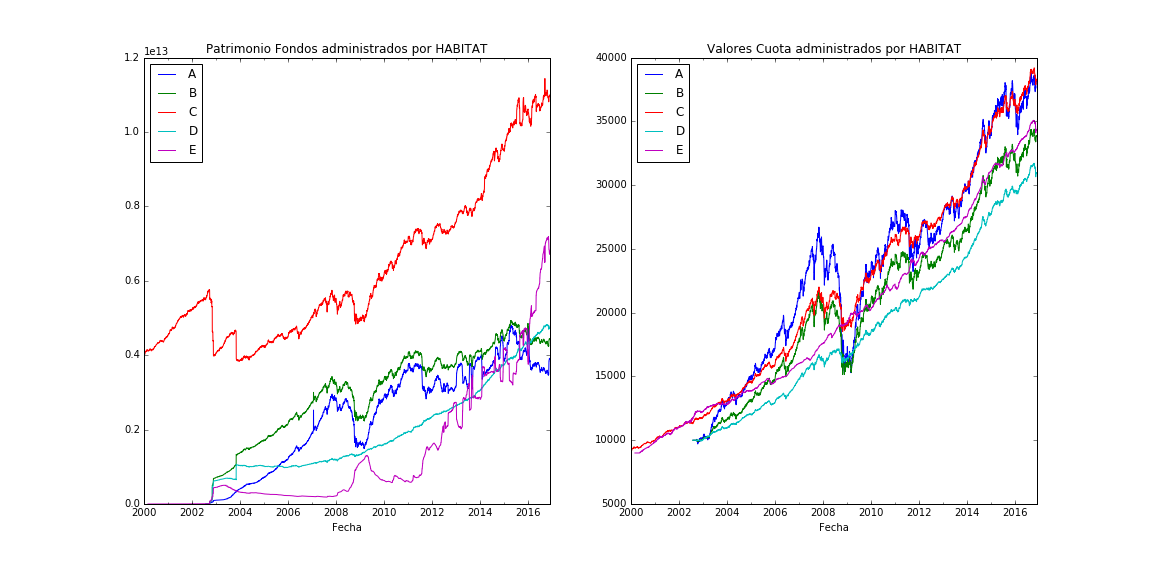 Patrimonio Fondos administrados por HABITAT
1e13
1.2
1.0
0.8
0.6
0.4
0.2
0.0
A
B
C
D
E
2000 2002 2004 2006 2008 2010 2012 2014 2016
Fecha
Valores Cuota administrados por HABITAT
40000
35000
30000
25000
20000
15000
10000
5000
A
B
C
D
E
2000 2002 2004 2006 2008 2010 2012 2014 2016
Fecha